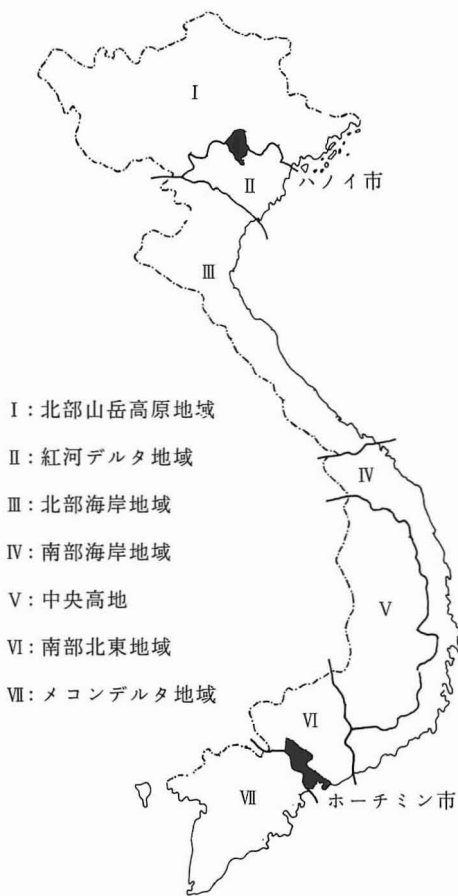 I
ハノイ市
II
III
I：北部山岳高原地域
II：紅河デルタ地域
III：北部海岸地域
IV
IV：南部海岸地域
V：中央高地
V
VI：南部北東地域
VII：メコンデルタ地域
VI
ホーチミン市
VII